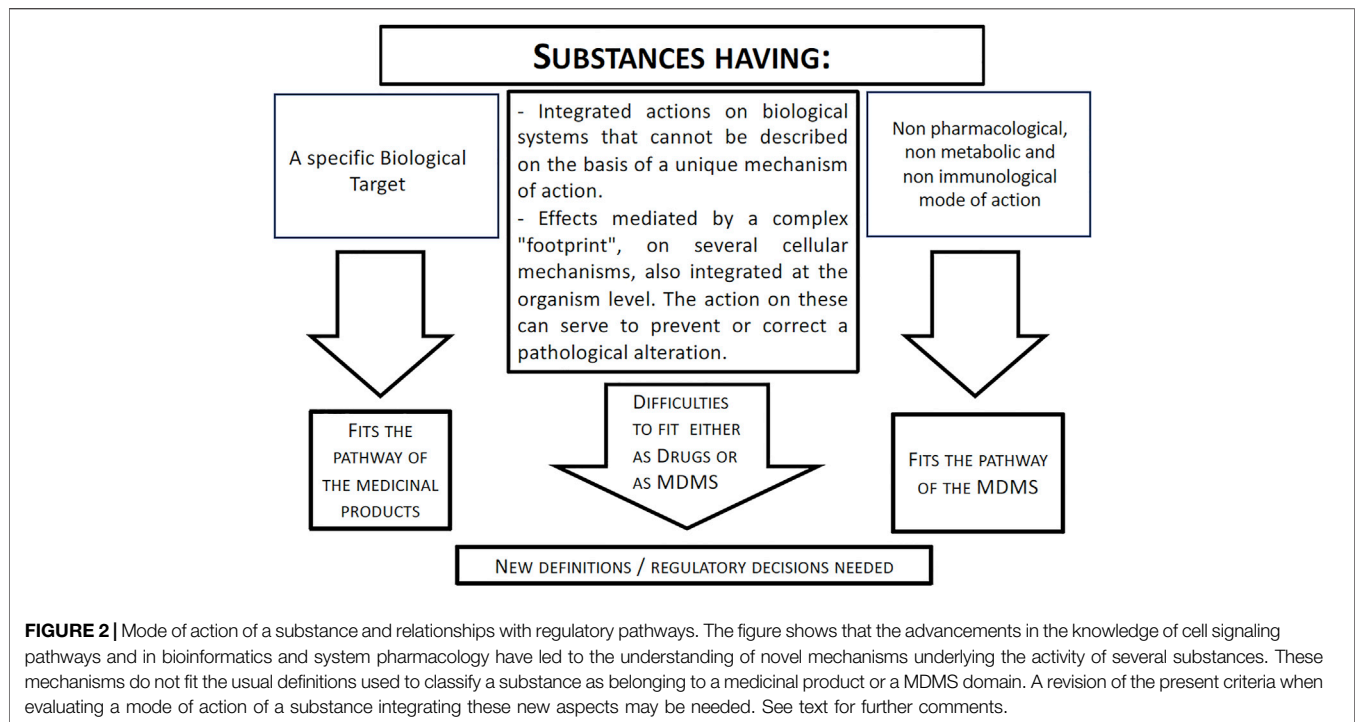 SUBSTANCES HAVING:
A specific Biological
Target
- Integrated actions on biological
systems that cannot be described
on the basis of a unique mechanism
of action.
- Effects mediated by a complex
"footprint", on several cellular
mechanisms, also integrated at the
organism level. The action on these
can serve to prevent or correct a
pathological alteration.
Non pharmacological,
non metabolic and
non immunological
mode of action
FITS THE
PATHWAY OF
THE MEDICINAL
PRODUCTS
DIFFICULTIES
TO FIT EITHER
AS DRUGS OR
AS MDMS
FITS THE PATHWAY
OF THE MDMS
NEW DEFINITIONS / REGULATORY DECISIONS NEEDED
FIGURE 2 | Mode of action of a substance and relationships with regulatory pathways. The figure shows that the advancements in the knowledge of cell signaling
pathways and in bioinformatics and system pharmacology have led to the understanding of novel mechanisms underlying the activity of several substances. These
mechanisms do not fit the usual definitions used to classify a substance as belonging to a medicinal product or a MDMS domain. A revision of the present criteria when
evaluating a mode of action of a substance integrating these new aspects may be needed. See text for further comments.